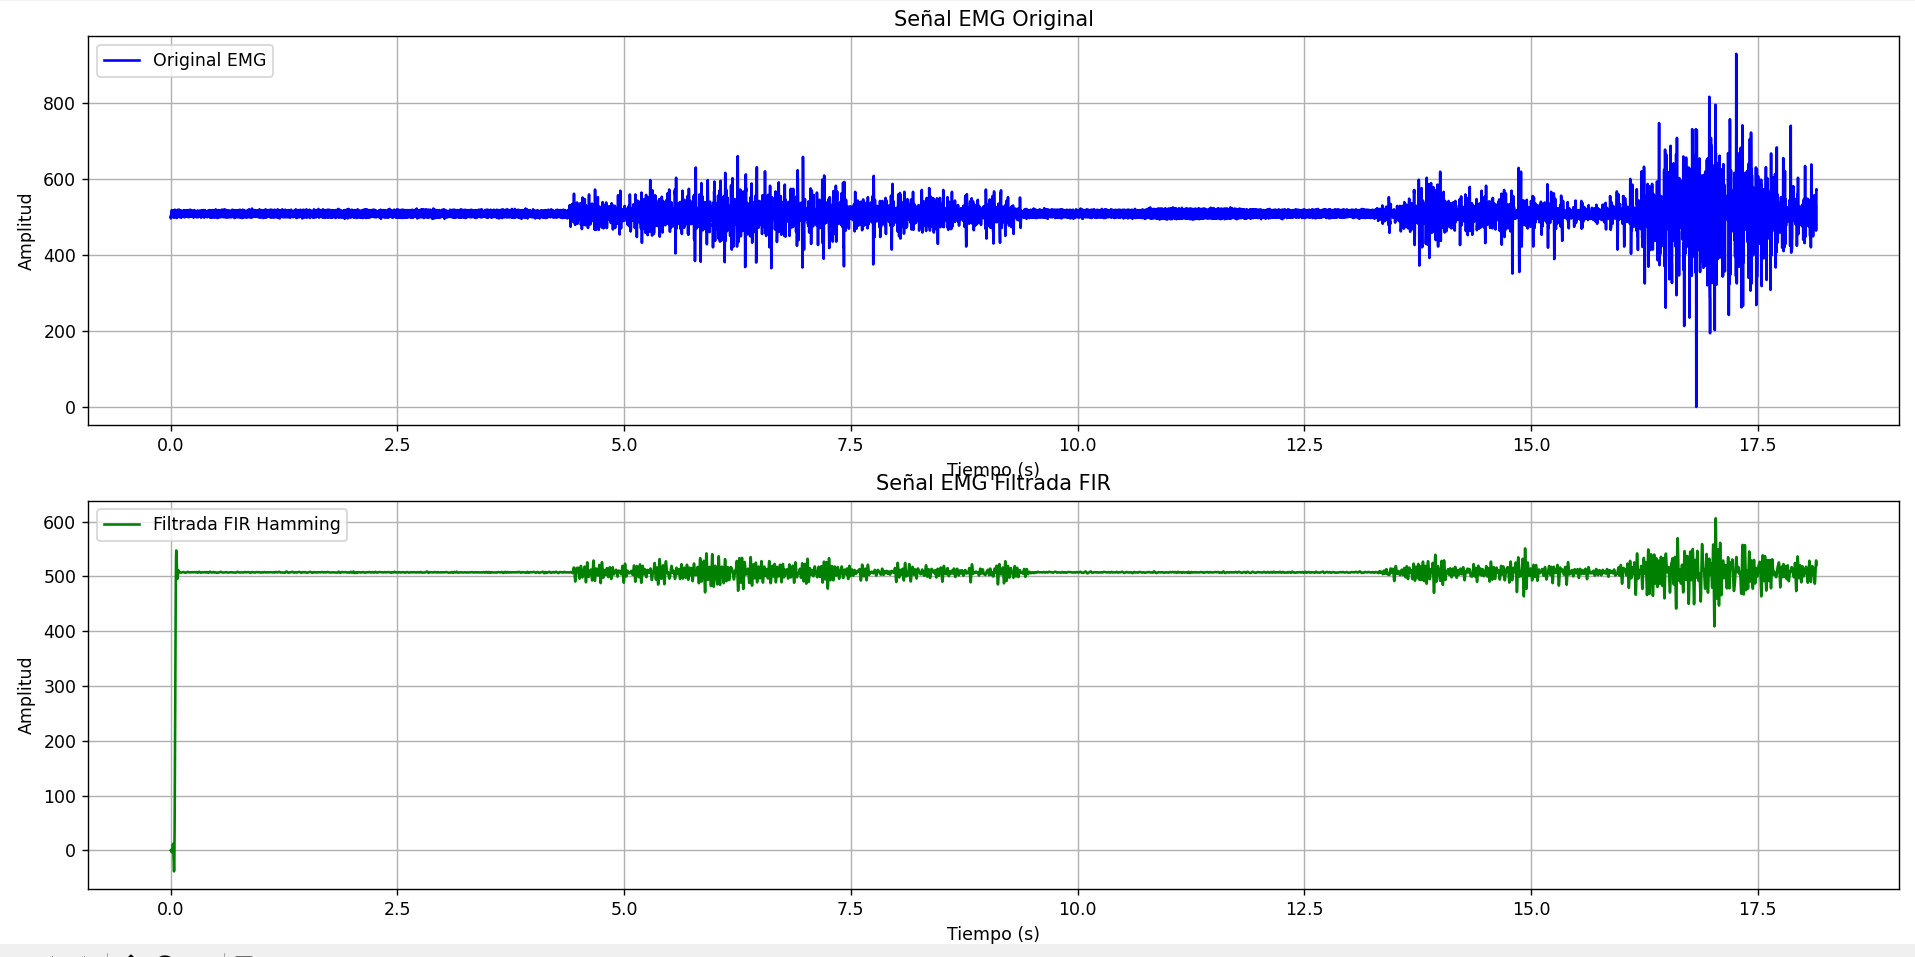 Señal EMG Original
Original EMG
Amplitud
800
600
400
200
0
0.0 2.5 5.0 7.5 10.0 12.5 15.0 17.5
Tiempo (s)
Señal EMG Filtrada FIR
Filtrada FIR Hamming
Amplitud
600
500
400
300
200
100
0
0.0 2.5 5.0 7.5 10.0 12.5 15.0 17.5
Tiempo (s)